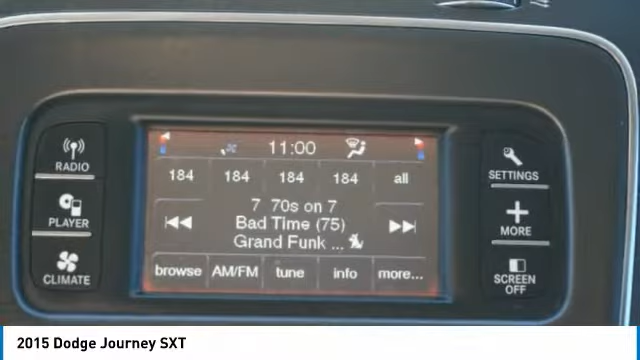 11:00
RADIO
SETTINGS
184 184 184 184 all
7 70s on 7
PLAYER
Bad Time (75)
MORE
Grand Funk ...
browse AM/FM tune info more...
CLIMATE
SCREEN
OFF
2015 Dodge Journey SXT